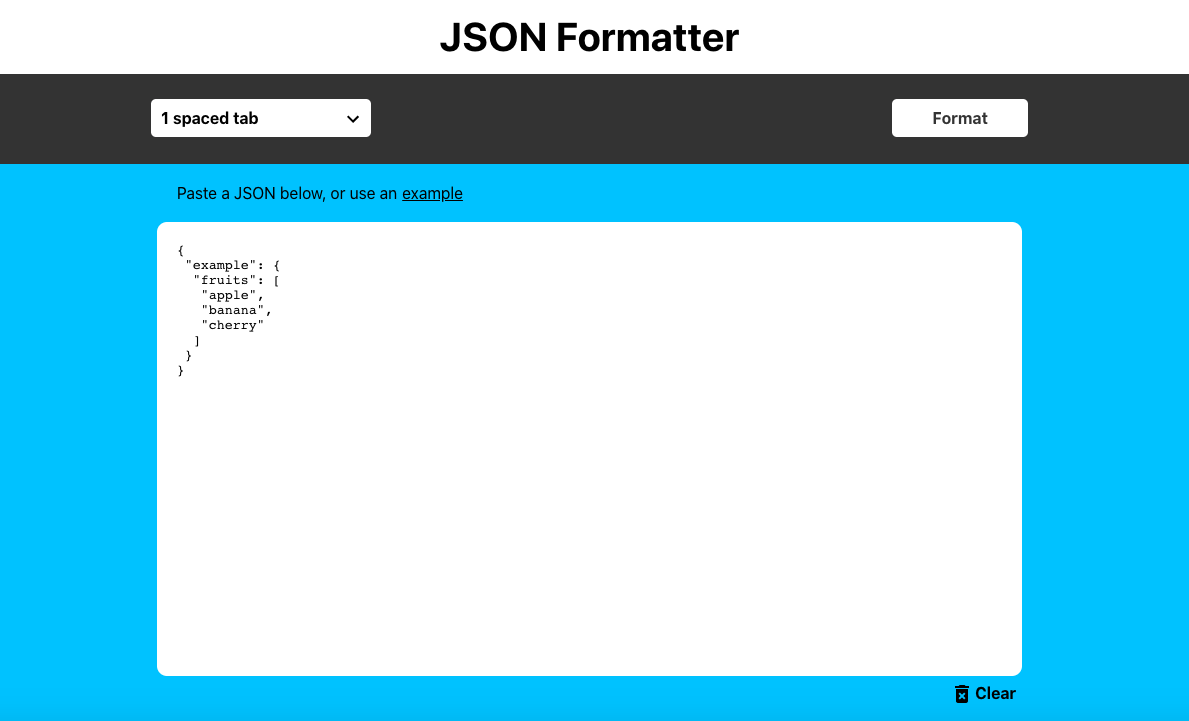 JSON Formatter
1 spaced tab
Format
Paste a JSON below, or use an example
{
 "example": {
  "fruits": [
   "apple",
   "banana",
   "cherry"
  ]
 }
}
Clear